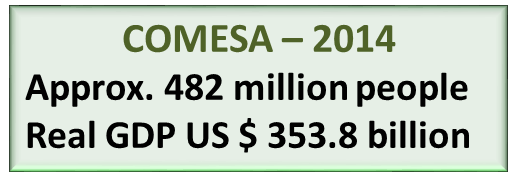 COMESA – 2014
Approx. 482 million people
Real GDP US $ 353.8 billion